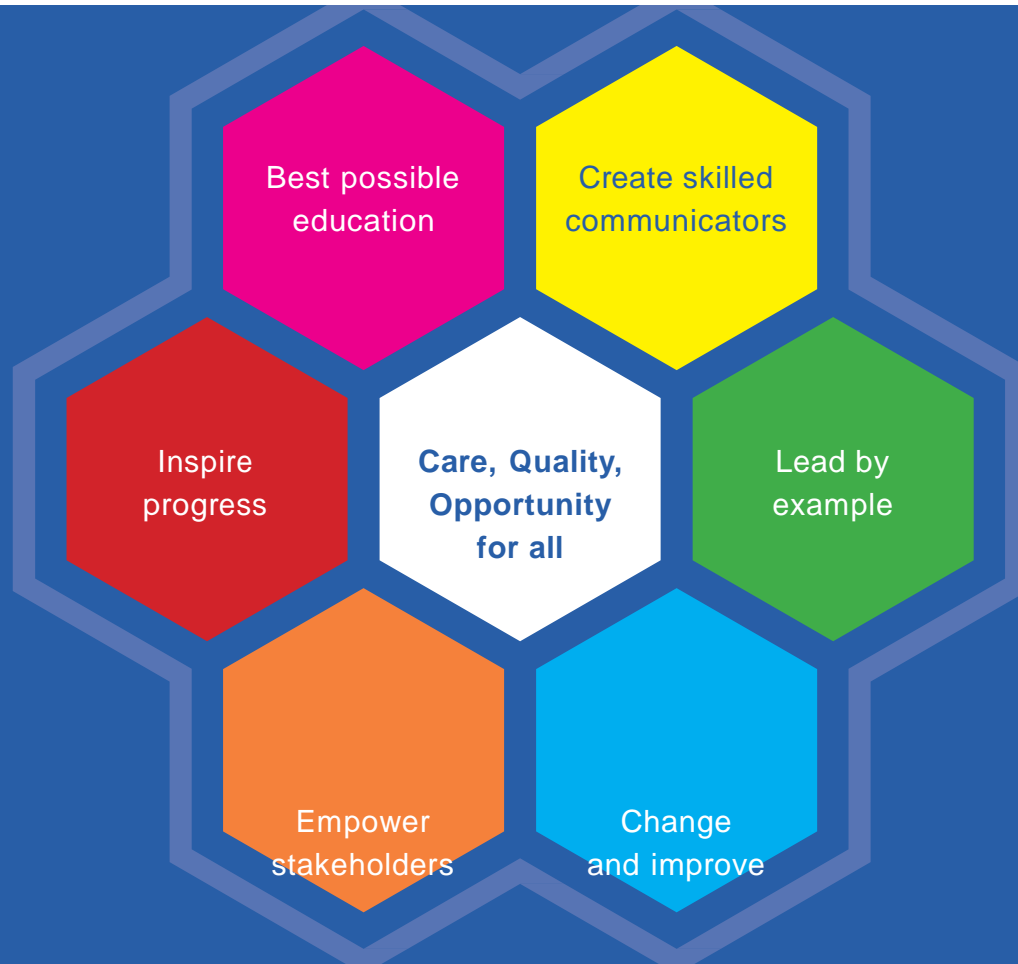 Best possible
education
Create skilled
communicators
Inspire
progress
Care, Quality,
Opportunity
for all
Lead by
example
Empower
stakeholders
Change
and improve